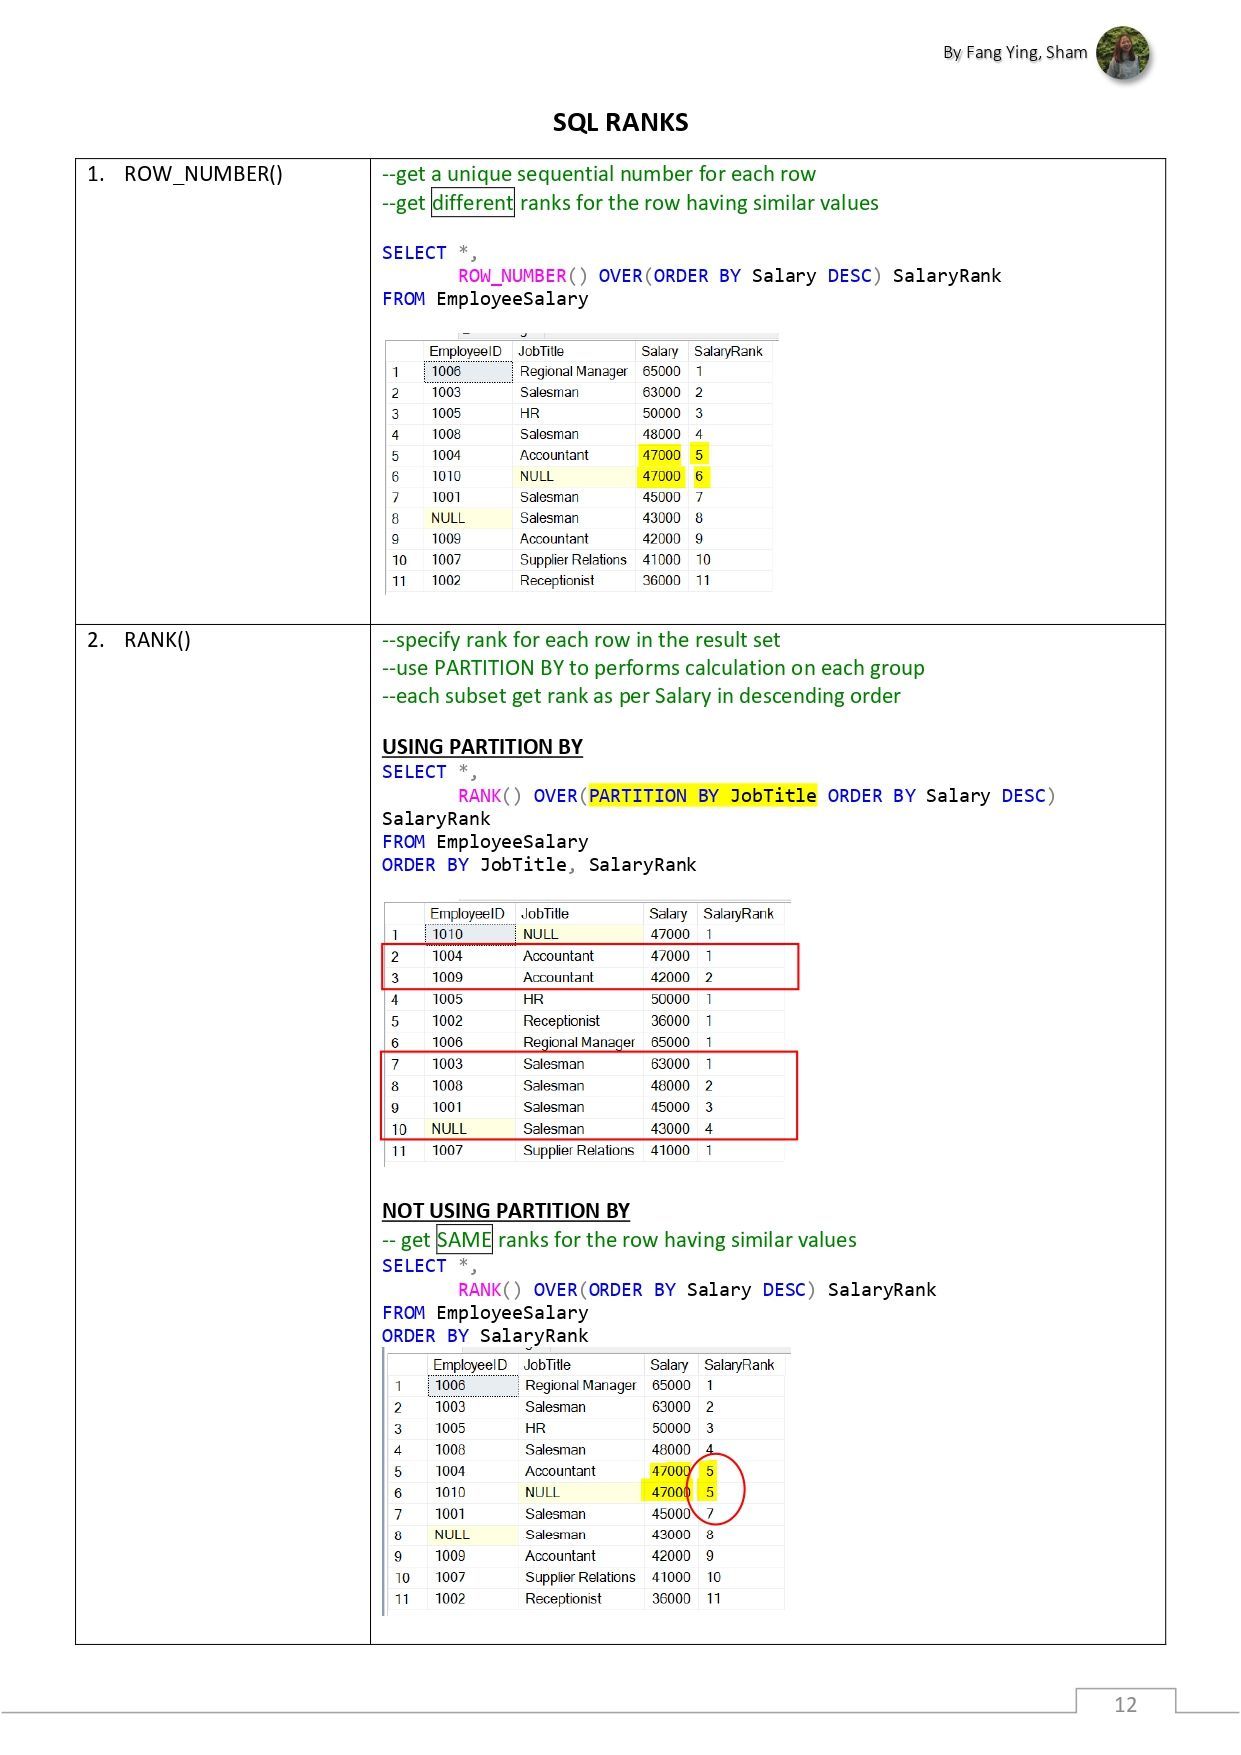 By Fang Ying, Sham
SQL RANKS
1. ROW_NUMBER()
--get a unique sequential number for each row
--get different ranks for the row having similar values
SELECT *,
ROW_NUMBER() OVER(ORDER BY Salary DESC) SalaryRank
FROM EmployeeSalary
EmployeeID JobTitle Salary SalaryRank
1 1006 Regional Manager 65000 1
2 1003 Salesman 63000 2
3 1005 HR 50000 3
4 1008 Salesman 48000 4
5 1004 Accountant 47000 5
6 1010 NULL 47000 6
7 1001 Salesman 45000 7
8 NULL Salesman 43000 8
9 1009 Accountant 42000 9
10 1007 Supplier Relations 41000 10
11 1002 Receptionist 36000 11
2. RANK()
--specify rank for each row in the result set
--use PARTITION BY to performs calculation on each group
--each subset get rank as per Salary in descending order
USING PARTITION BY
SELECT *,
RANK() OVER(PARTITION BY JobTitle ORDER BY Salary DESC)
SalaryRank
FROM EmployeeSalary
ORDER BY JobTitle, SalaryRank
EmployeeID JobTitle Salary SalaryRank
1 1010 NULL 47000 1
2 1004 Accountant 47000 1
3 1009 Accountant 42000 2
4 1005 HR 50000 1
5 1002 Receptionist 36000 1
6 1006 Regional Manager 65000 1
7 1003 Salesman 63000 1
8 1008 Salesman 48000 2
9 1001 Salesman 45000 3
10 NULL Salesman 43000 4
11 1007 Supplier Relations 41000 1
NOT USING PARTITION BY
-- get SAME ranks for the row having similar values
SELECT *,
RANK() OVER(ORDER BY Salary DESC) SalaryRank
FROM EmployeeSalary
ORDER BY SalaryRank
EmployeeID JobTitle Salary SalaryRank
1 1006 Regional Manager 65000 1
2 1003 Salesman 63000 2
3 1005 HR 50000 3
4 1008 Salesman 48000 4
5 1004 Accountant 47000 5
6 1010 NULL 47000 5
7 1001 Salesman 45000 7
8 NULL Salesman 43000 8
9 1009 Accountant 42000 9
10 1007 Supplier Relations 41000 10
11 1002 Receptionist 36000 11
12